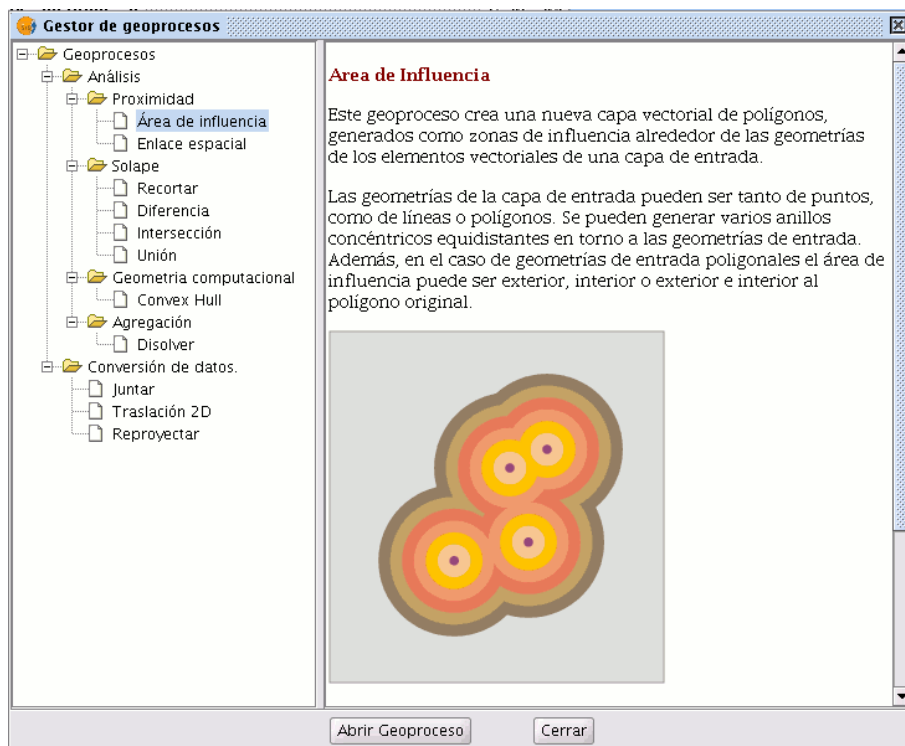 Gestor de geoprocesos
Geoprocesos
Análisis
Proximidad
Área de influencia
Enlace espacial
Solape
Recortar
Diferencia
Intersección
Unión
Geometria computacional
Convex Hull
Agregación
Disolver
Conversión de datos.
Juntar
Traslación 2D
Reproyectar
Area de Influencia
Este geoproceso crea una nueva capa vectorial de polígonos,
generados como zonas de influencia alrededor de las geometrías
de los elementos vectoriales de una capa de entrada.
Las geometrías de la capa de entrada pueden ser tanto de puntos,
como de líneas o polígonos. Se pueden generar varios anillos
concéntricos equidistantes en torno a las geometrías de entrada.
Además, en el caso de geometrías de entrada poligonales el área de
influencia puede ser exterior, interior o exterior e interior al
polígono original.
Abrir Geoproceso
Cerrar